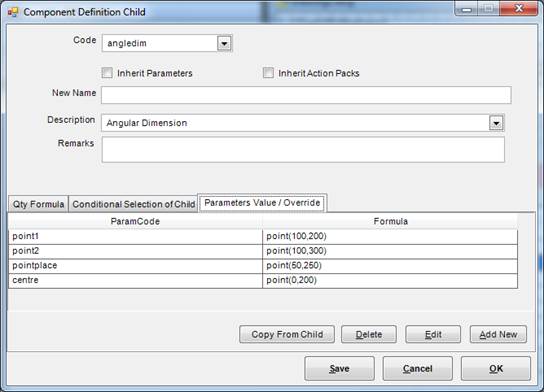 Component Definition Child
Code angledim
Inherit Parameters Inherit Action Packs
New Name
Description Angular Dimension
Remarks
Qty Formula Conditional Selection of Child Parameters Value / Override
ParamCode Formula
point1 point(100,200)
point2 point(100,300)
pointplace point(50,250)
centre point(0,200)
Copy From Child Delete Edit Add New
Save Cancel OK